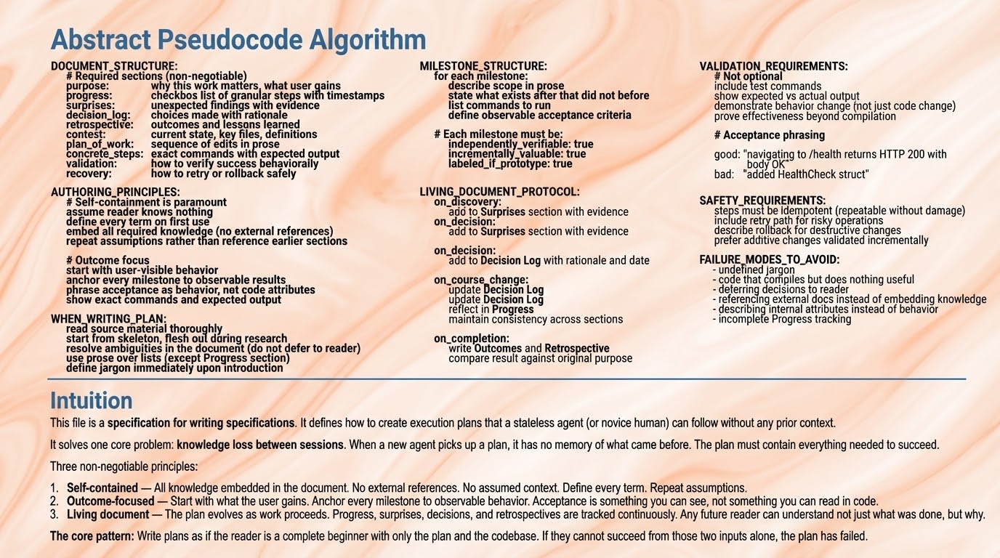 Abstract Pseudocode Algorithm
DOCUMENT_STRUCTURE:
# Required sections (non-negotiable)
purpose: why this work matters, what user gains
progress: checkbos list of granular steps with timestamps
surprises: unexpected findings with evidence
decision_log: choices made with rationale
retrospective: outcomes and lessons learned
contest: current state, key files, definitions
plan_of_work: sequence of edits in prose
concrete_steps: exact commands with expected output
validation: how to verify success behaviorally
recovery: how to retry or rollback safely
AUTHORING_PRINCIPLES:
# Self-containment is paramount
assume reader knows nothing
define every term on first use
embed all required knowledge (no external references)
repeat assumptions rather than reference earlier sections
# Outcome focus
start with user-visible behavior
anchor every milestone to observable results
phrase acceptance as behavior, not code attributes
show exact commands and expected output
WHEN_WRITING_PLAN:
read source material thoroughly
start from skeleton, flesh out during research
resolve ambiguities in the document (do not defer to reader)
use prose over lists (except Progress section)
define jargon immediately upon introduction
MILESTONE_STRUCTURE:
for each milestone:
describe scope in prose
state what exists after that did not before
list commands to run
define observable acceptance criteria
# Each milestone must be:
independently_verifiable: true
incrementally_valuable: true
labeled_if_prototype: true
LIVING_DOCUMENT_PROTOCOL:
on_discovery:
add to Surprises section with evidence
on_decision:
add to Surprises section with evidence
on_decision:
add to Decision Log with rationale and date
on_course_change:
update Decision Log
update Decision Log
reflect in Progress
maintain consistency across sections
on_completion:
write Outcomes and Retrospective
compare result against original purpose
VALIDATION_REQUIREMENTS:
# Not optional
include test commands
show expected vs actual output
demonstrate behavior change (not just code change)
prove effectiveness beyond compilation
# Acceptance phrasing
good: "navigating to /health returns HTTP 200 with
body OK"
bad: "added HealthCheck struct"
SAFETY_REQUIREMENTS:
steps must be idempotent (repeatable without damage)
include retry path for risky operations
describe rollback for destructive changes
prefer additive changes validated incrementally
FAILURE_MODES_TO_AVOID:
- undefined jargon
- code that compiles but does nothing useful
- deferring decisions to reader
- referencing external docs instead of embedding knowledge
- describing internal attributes instead of behavior
- incomplete Progress tracking
Intuition
This file is a specification for writing specifications. It defines how to create execution plans that a stateless agent (or novice human) can follow without any prior context.
It solves one core problem: knowledge loss between sessions. When a new agent picks up a plan, it has no memory of what came before. The plan must contain everything needed to succeed.
Three non-negotiable principles:
1. Self-contained — All knowledge embedded in the document. No external references. No assumed context. Define every term. Repeat assumptions.
2. Outcome-focused — Start with what the user gains. Anchor every milestone to observable behavior. Acceptance is something you can see, not something you can read in code.
3. LIving document — The plan evolves as work proceeds. Progress, surprises, decisions, and retrospectives are tracked continuously. Any future reader can understand not just what was done, but why.
The core pattern: Write plans as if the reader is a complete beginner with only the plan and the codebase. If they cannot succeed from those two inputs alone, the plan has failed.